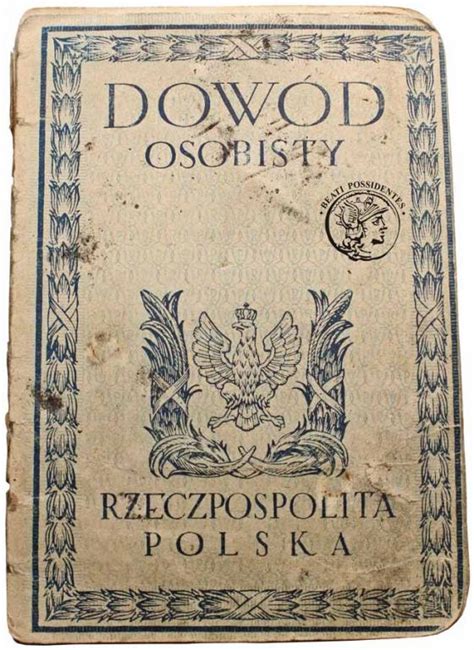 DOWÓD
OSOBISTY
BEATI POSSIDENTES
RZECZPOSPOLITA
POLSKA